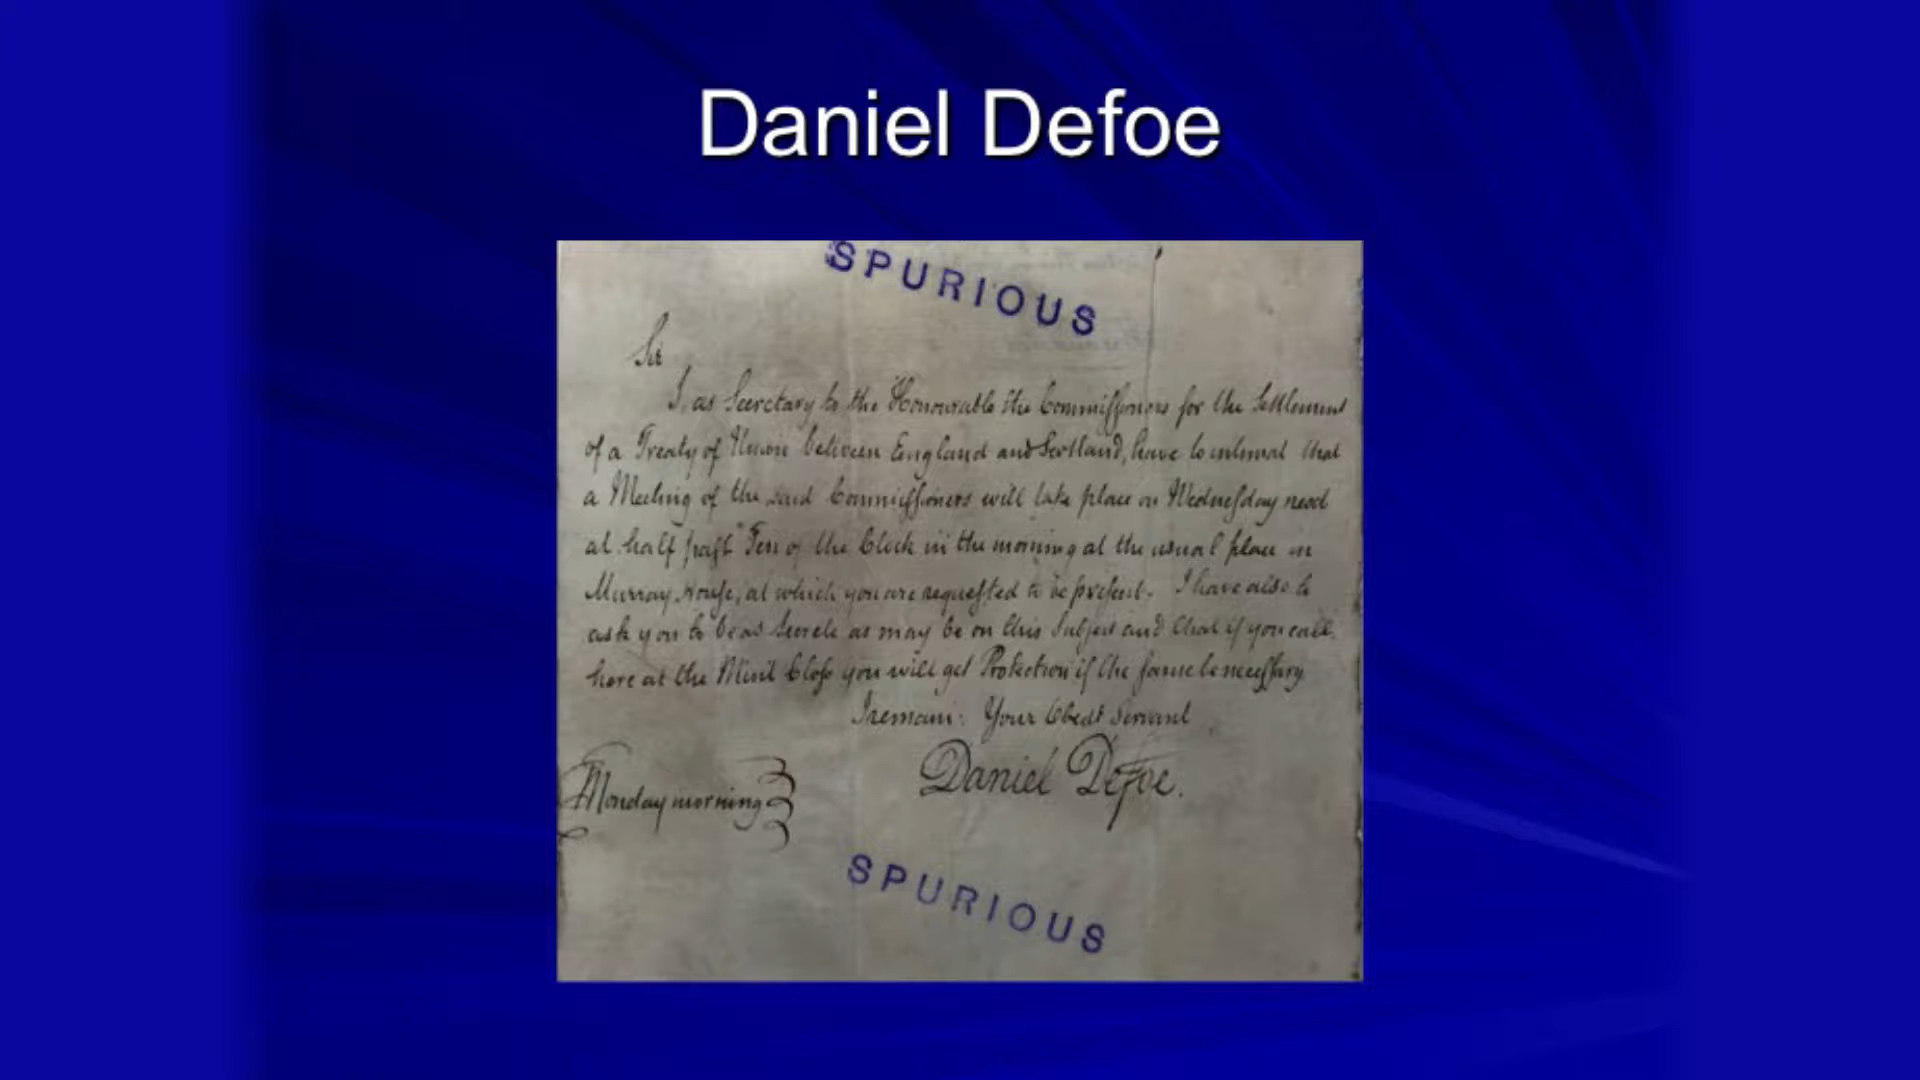 Daniel Defoe
SPURIOUS
Sir
I, as Secretary to the Honourable the Commiſsioners for the Settlement
of a Treaty of Union between England and Scotland, have to intimat that
a Meeting of the said Commiſsioners will take place on Wedneſday next
at half paſt Ten of the Clock in the morning at the usual place in
Murray Houſe, at which you are requeſted to be preſent. I have also to
ask you to be as Secrete as may be on this Subject and that if you call
here at the Mint Cloſs you will get Protection if the ſame be neceſsary
I remain: Your Obedt Servant
Daniel Defoe.
Monday morning
SPURIOUS